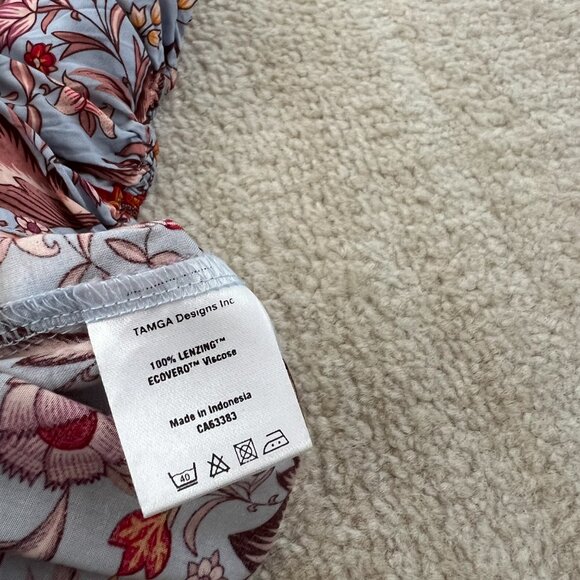 TAMGA Designs Inc
100% LENZING™
ECOVERO™ Viscose
Made in Indonesia
CA63383
40